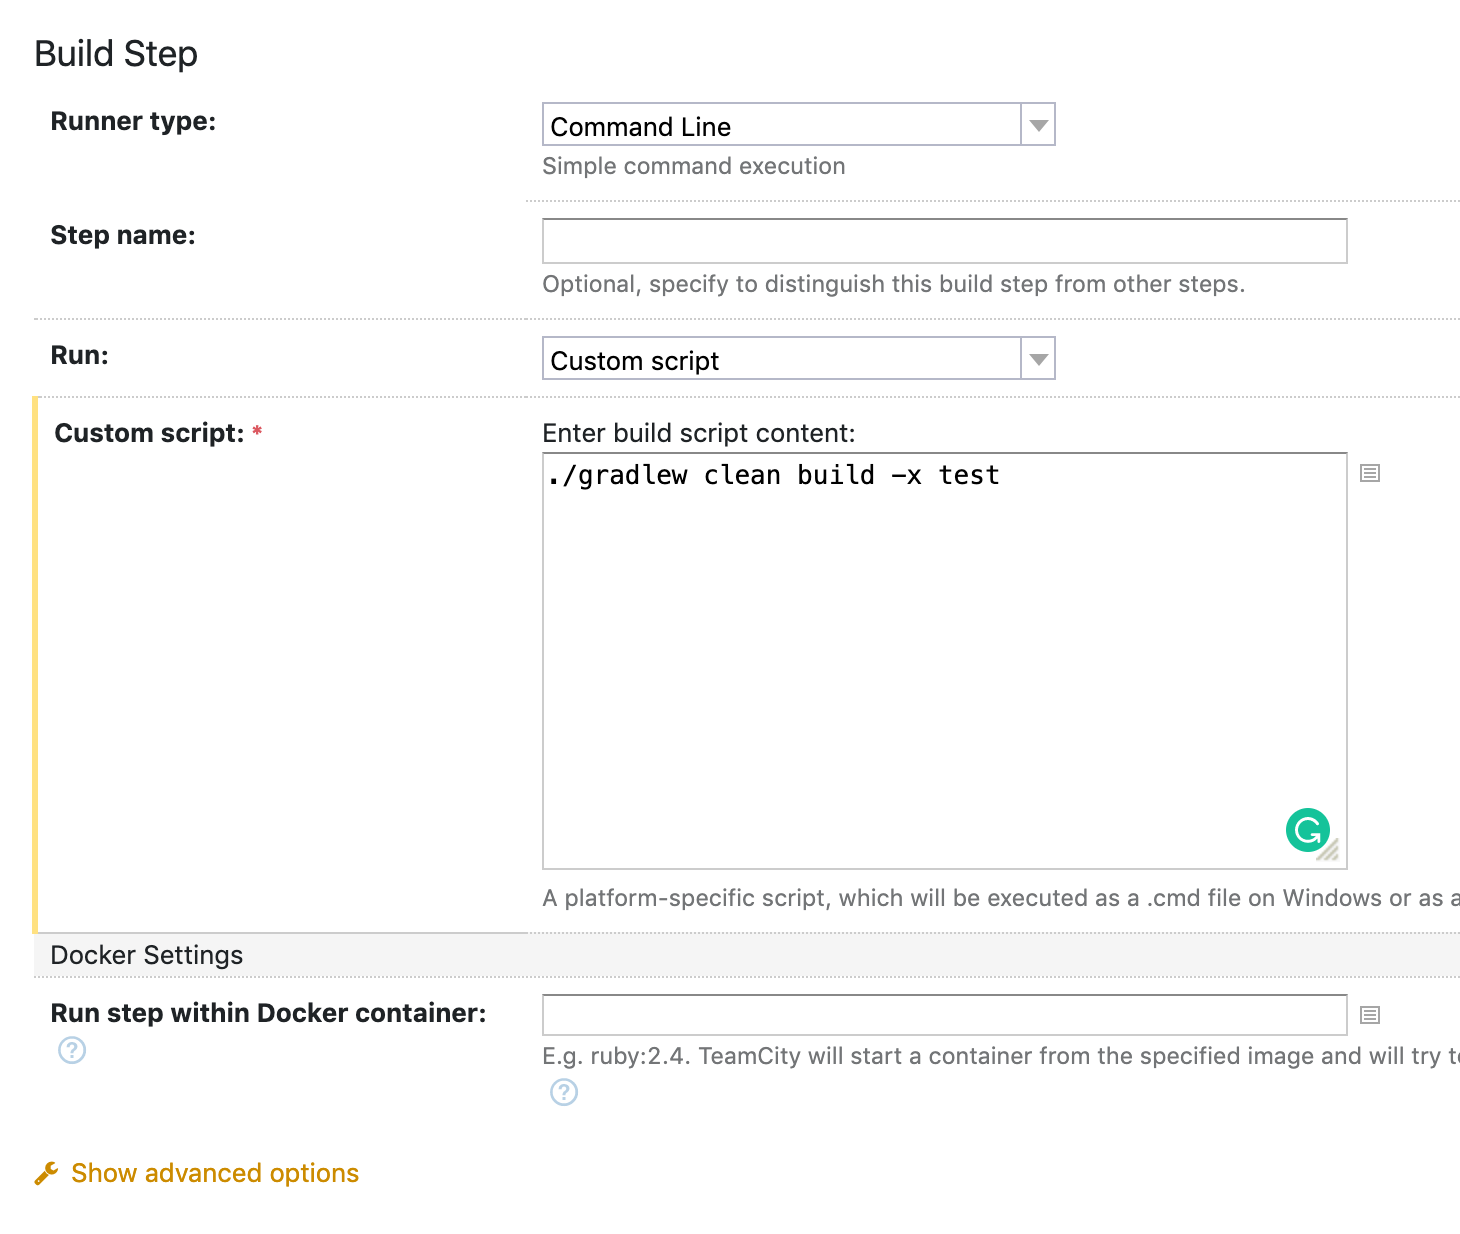 Build Step
Runner type:
Command Line
Simple command execution
Step name:
Optional, specify to distinguish this build step from other steps.
Run:
Custom script
Custom script: *
Enter build script content:
./gradlew clean build -x test
A platform-specific script, which will be executed as a .cmd file on Windows or as a
Docker Settings
Run step within Docker container:
?
E.g. ruby:2.4. TeamCity will start a container from the specified image and will try to
?
Show advanced options